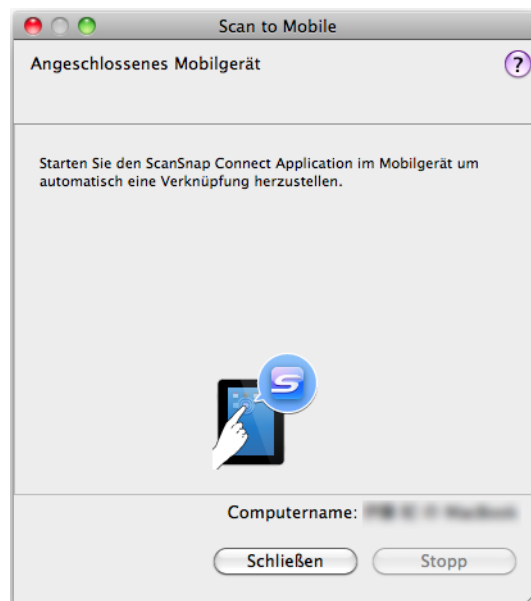 Scan to Mobile
Angeschlossenes Mobilgerät
?
Starten Sie den ScanSnap Connect Application im Mobilgerät um
automatisch eine Verknüpfung herzustellen.
S
Computername:
Schließen
Stopp